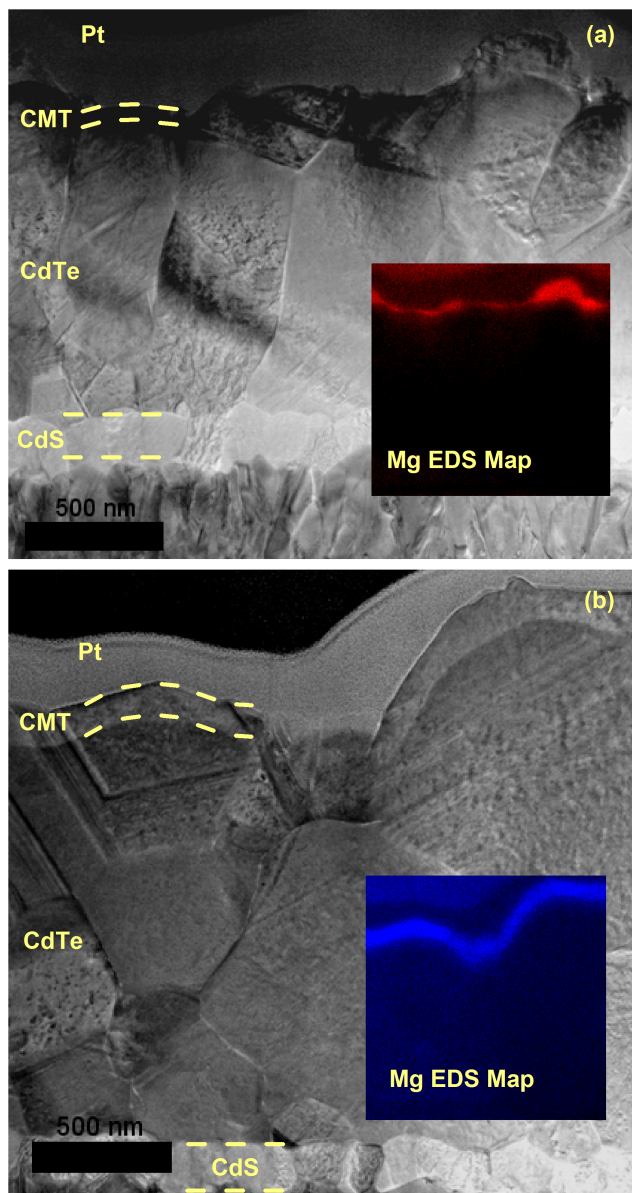 Pt
(a)
CMT
CdTe
Mg EDS Map
CdS
500 nm
(b)
Pt
CMT
CdTe
Mg EDS Map
500 nm
CdS